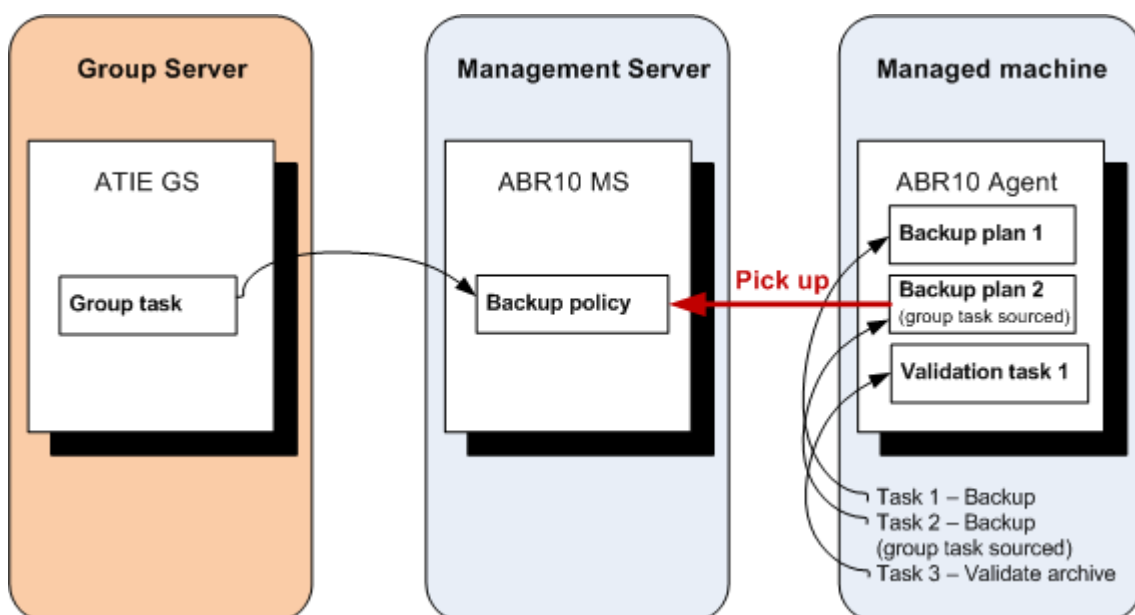 Group Server
ATIE GS
Group task
Management Server
ABR10 MS
Backup policy
Pick up
Managed machine
ABR10 Agent
Backup plan 1
Backup plan 2
(group task sourced)
Validation task 1
Task 1 – Backup
Task 2 – Backup
(group task sourced)
Task 3 – Validate archive